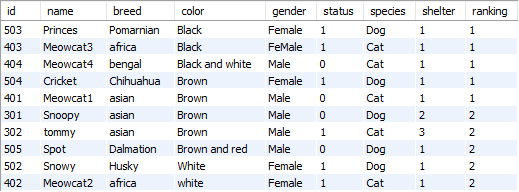 id name breed color gender status species shelter ranking
503 Princes Pomarnian Black Female 1 Dog 1 1
403 Meowcat3 africa Black FeMale 1 Cat 1 1
404 Meowcat4 bengal Black and white Male 0 Cat 1 1
504 Cricket Chihuahua Brown Female 1 Dog 1 1
401 Meowcat1 asian Brown Male 0 Cat 1 1
301 Snoopy asian Brown Male 0 Dog 2 2
302 tommy asian Brown Male 1 Cat 3 2
505 Spot Dalmation Brown and red Male 0 Dog 1 2
502 Snowy Husky White Female 1 Dog 1 2
402 Meowcat2 africa white Female 1 Cat 1 2